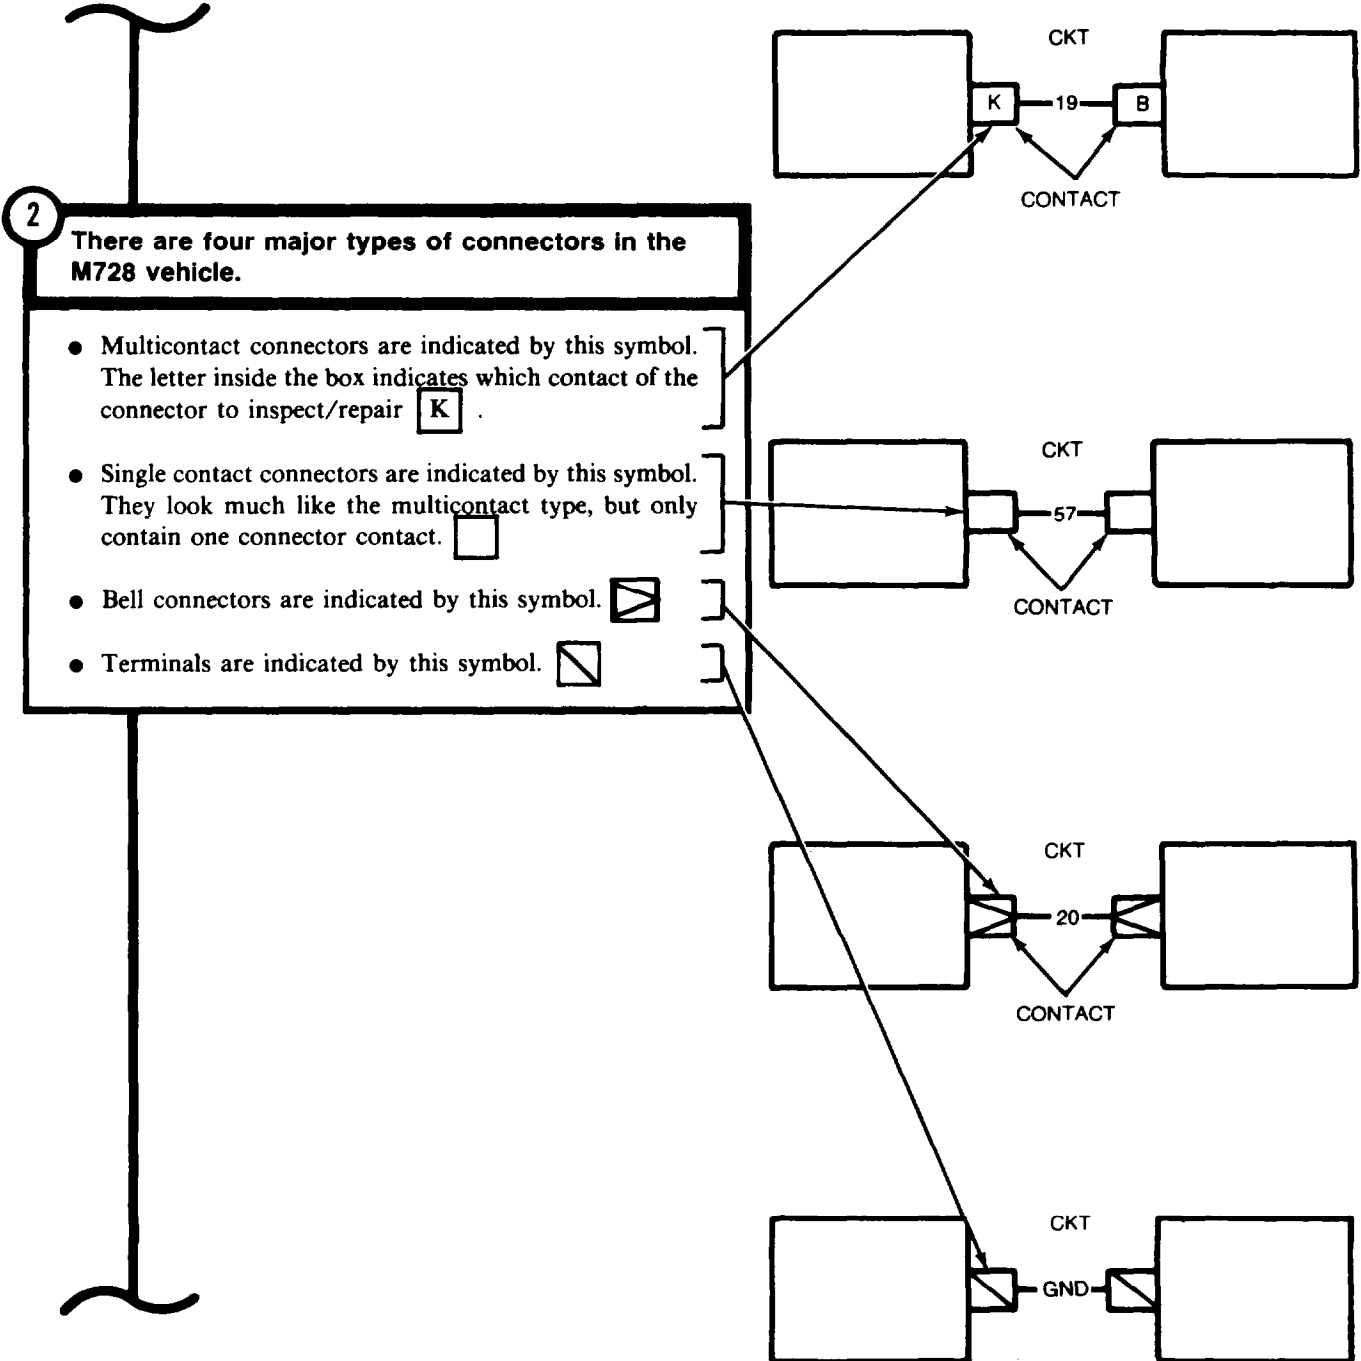 2
There are four major types of connectors in the
M728 vehicle.
● Multicontact connectors are indicated by this symbol.
The letter inside the box indicates which contact of the
connector to inspect/repair K .
● Single contact connectors are indicated by this symbol.
They look much like the multicontact type, but only
contain one connector contact.
● Bell connectors are indicated by this symbol.
● Terminals are indicated by this symbol.
CKT
K 19 B
CONTACT
CKT
57
CONTACT
CKT
20
CONTACT
CKT
GND